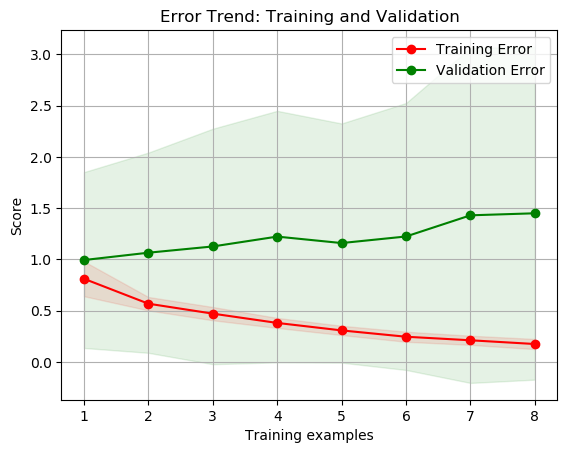 Error Trend: Training and Validation
Training Error
Validation Error
Score
3.0
2.5
2.0
1.5
1.0
0.5
0.0
1 2 3 4 5 6 7 8
Training examples